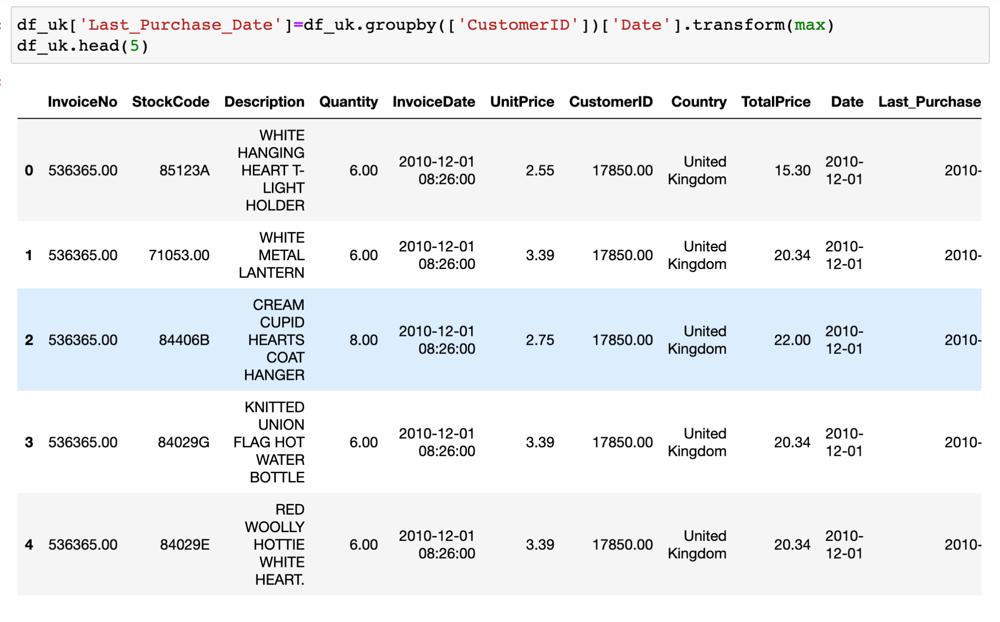 df_uk['Last_Purchase_Date']=df_uk.groupby(['CustomerID'])['Date'].transform(max)
df_uk.head(5)
InvoiceNo StockCode Description Quantity InvoiceDate UnitPrice CustomerID Country TotalPrice Date Last_Purchase_
WHITE
HANGING
0 536365.00 85123A HEART T- 6.00 2010-12-01 08:26:00 2.55 17850.00 United Kingdom 15.30 2010-12-01 2010-
LIGHT
HOLDER
WHITE
1 536365.00 71053.00 METAL 6.00 2010-12-01 08:26:00 3.39 17850.00 United Kingdom 20.34 2010-12-01 2010-
LANTERN
CREAM
CUPID
2 536365.00 84406B HEARTS 8.00 2010-12-01 08:26:00 2.75 17850.00 United Kingdom 22.00 2010-12-01 2010-
COAT
HANGER
KNITTED
UNION
3 536365.00 84029G FLAG HOT 6.00 2010-12-01 08:26:00 3.39 17850.00 United Kingdom 20.34 2010-12-01 2010-
WATER
BOTTLE
RED
WOOLLY
4 536365.00 84029E HOTTIE 6.00 2010-12-01 08:26:00 3.39 17850.00 United Kingdom 20.34 2010-12-01 2010-
WHITE
HEART.